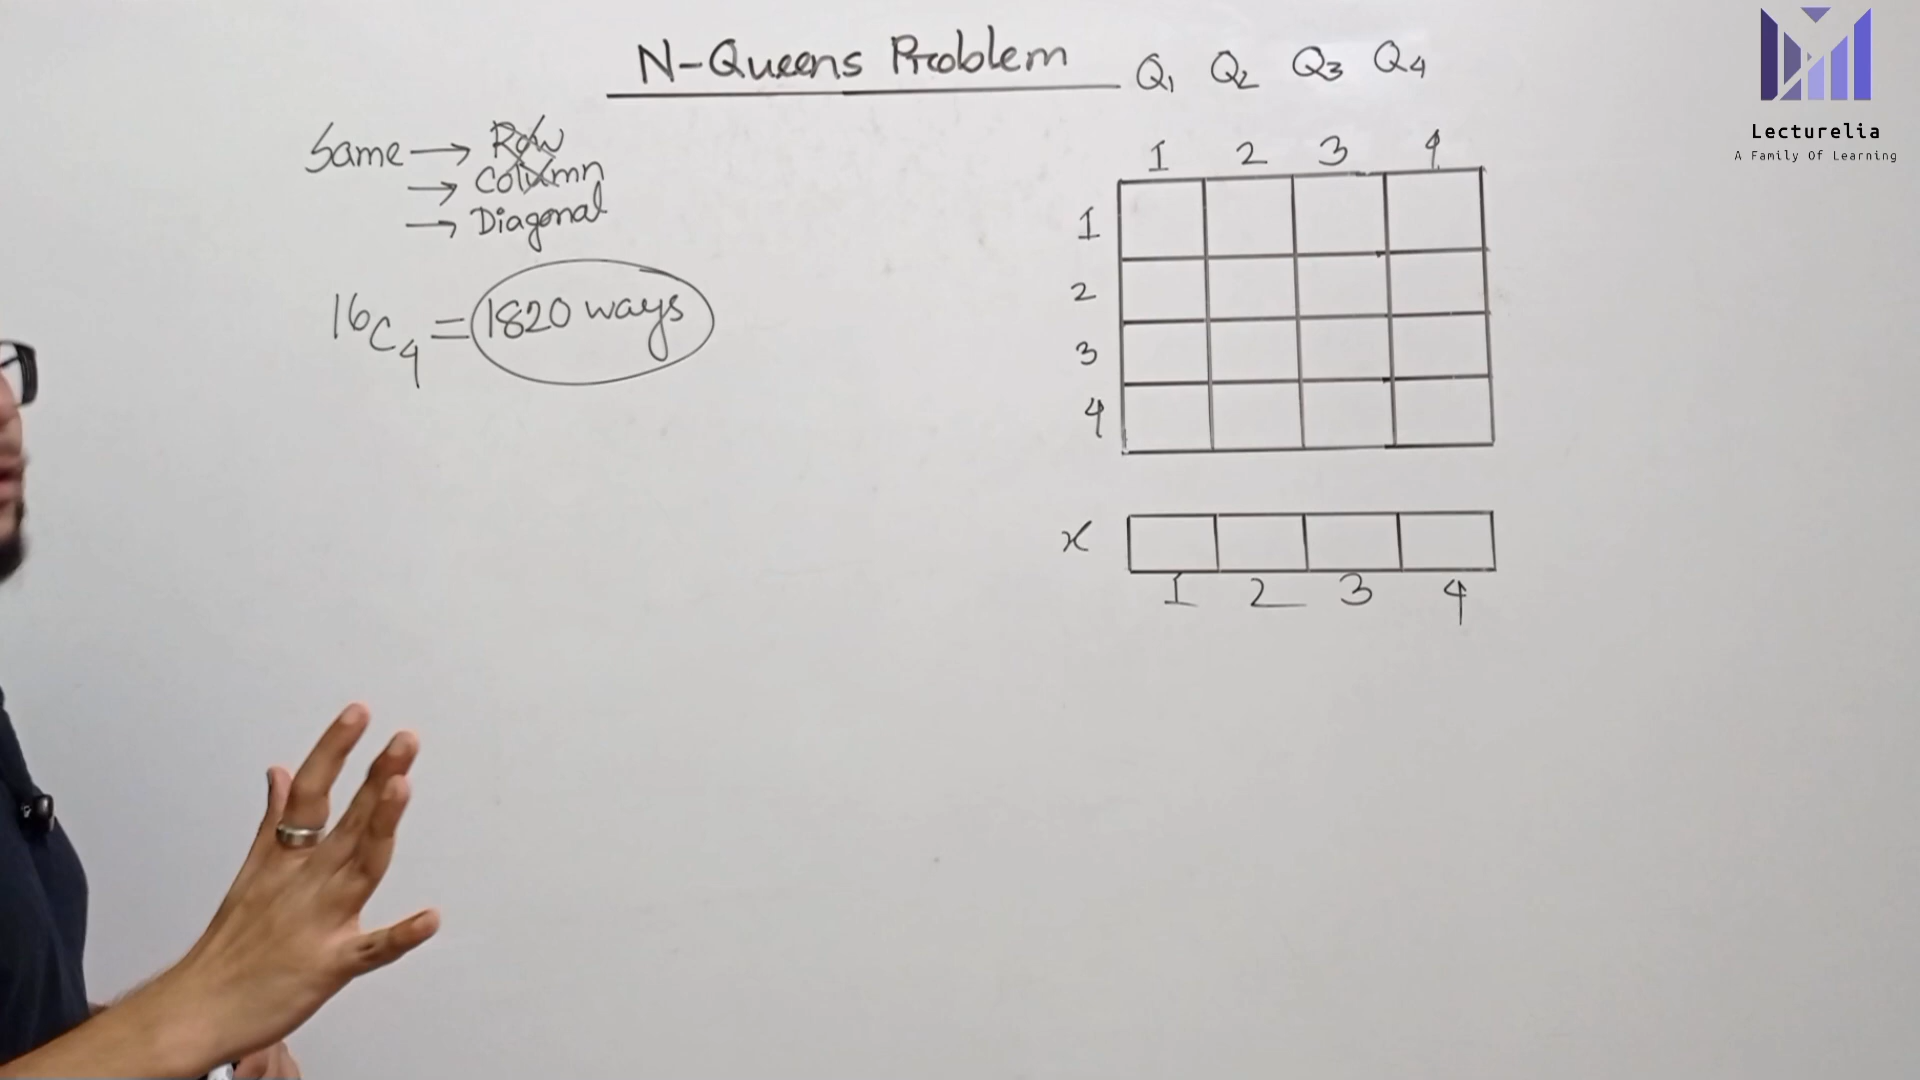 N-Queens Problem Q1 Q2 Q3 Q4
Same → Row
→ Column
→ Diagonal
16C4 = 1820 ways
1 2 3 4
1
2
3
4
x
1 2 3 4
Lecturelia
A Family Of Learning